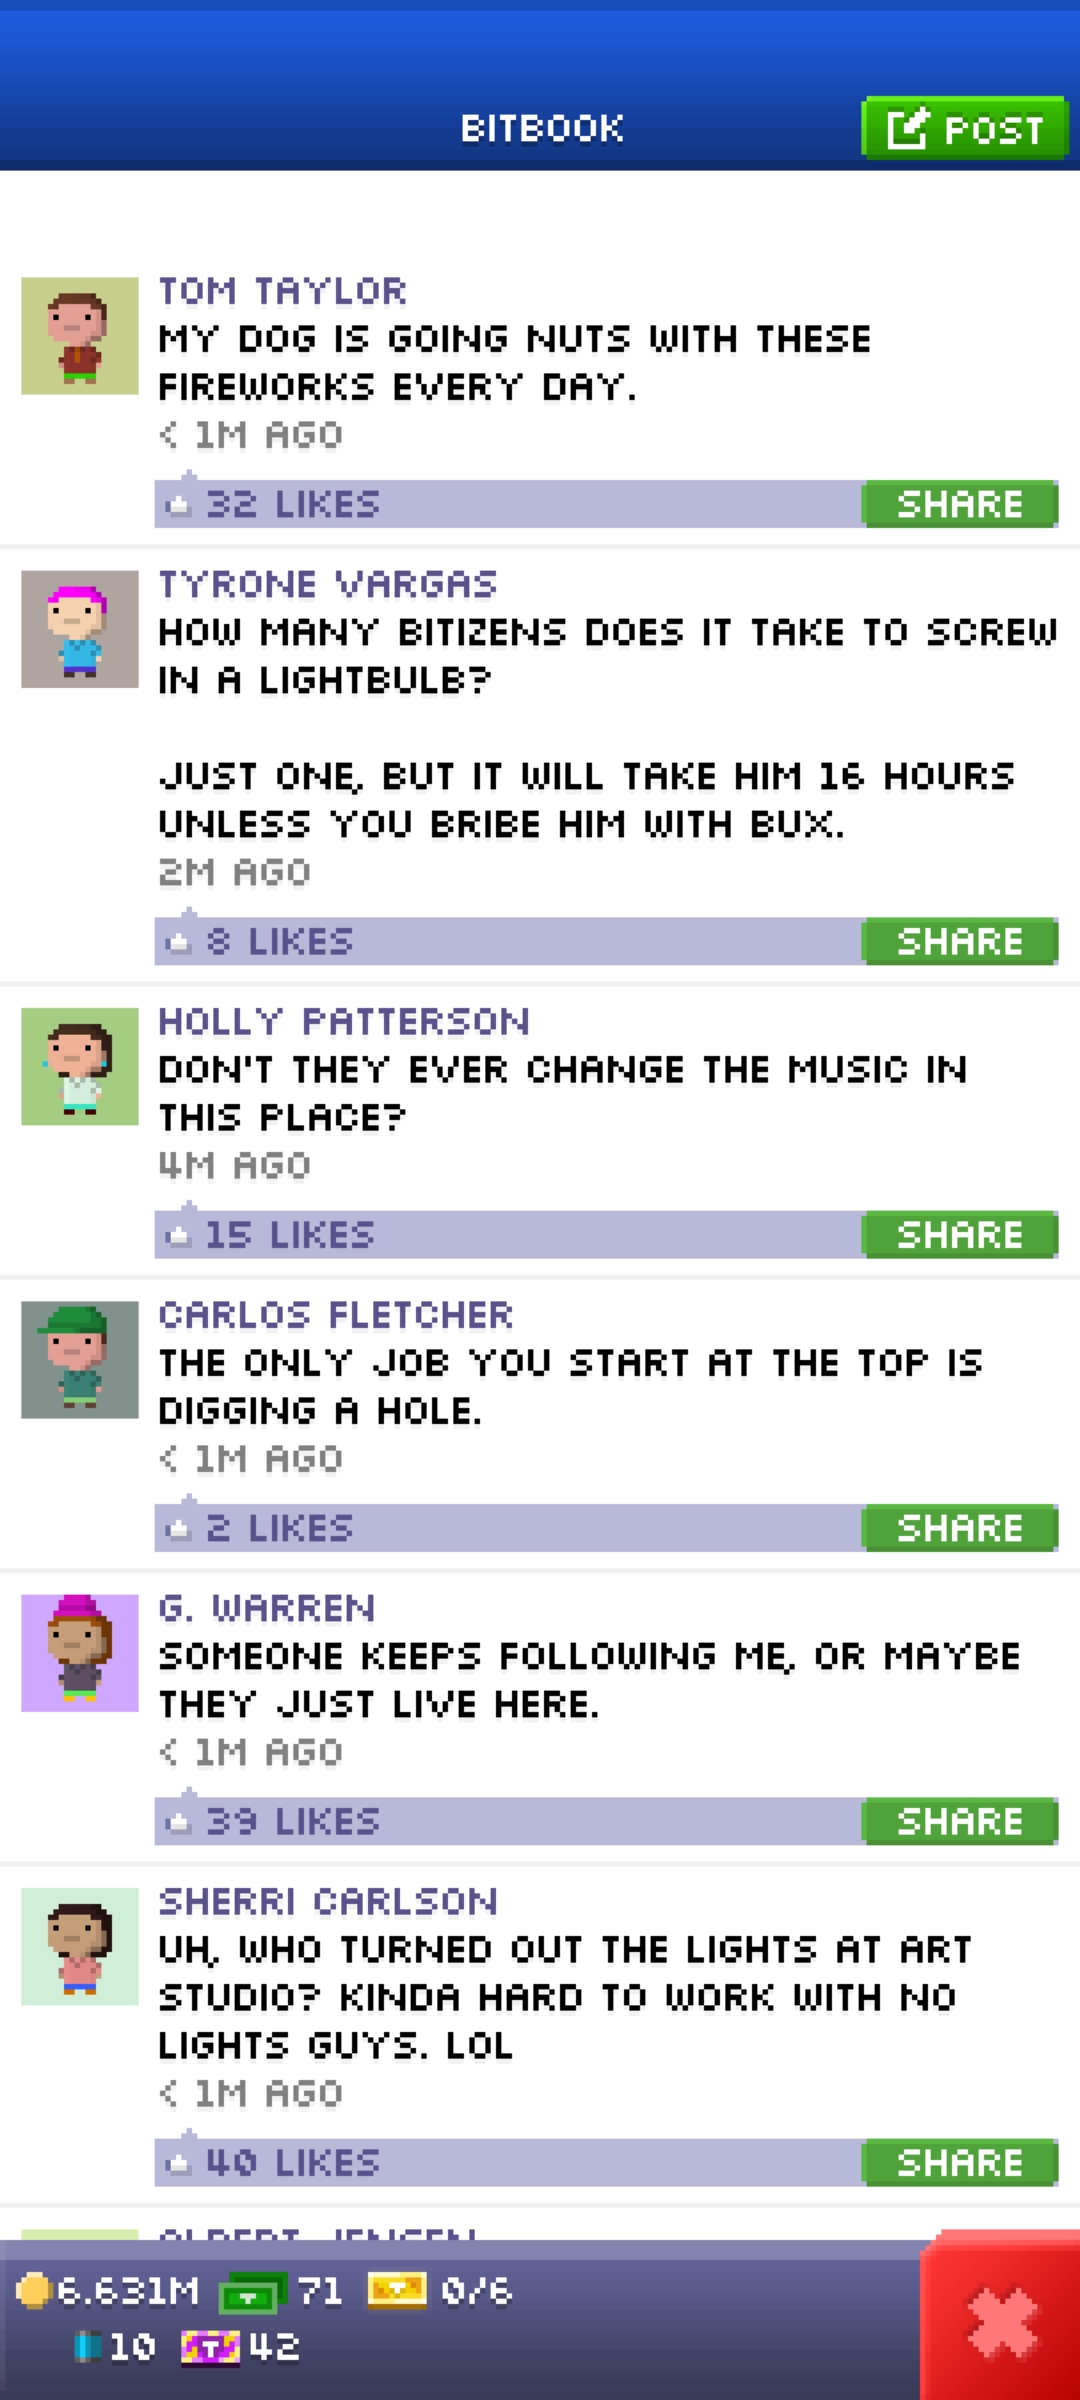 BITBOOK
POST
TOM TAYLOR
MY DOG IS GOING NUTS WITH THESE
FIREWORKS EVERY DAY.
< 1M AGO
32 LIKES
SHARE
TYRONE VARGAS
HOW MANY BITIZENS DOES IT TAKE TO SCREW
IN A LIGHTBULB?
JUST ONE, BUT IT WILL TAKE HIM 16 HOURS
UNLESS YOU BRIBE HIM WITH BUX.
2M AGO
8 LIKES
SHARE
HOLLY PATTERSON
DON'T THEY EVER CHANGE THE MUSIC IN
THIS PLACE?
4M AGO
15 LIKES
SHARE
CARLOS FLETCHER
THE ONLY JOB YOU START AT THE TOP IS
DIGGING A HOLE.
< 1M AGO
2 LIKES
SHARE
G. WARREN
SOMEONE KEEPS FOLLOWING ME, OR MAYBE
THEY JUST LIVE HERE.
< 1M AGO
39 LIKES
SHARE
SHERRI CARLSON
UH, WHO TURNED OUT THE LIGHTS AT ART
STUDIO? KINDA HARD TO WORK WITH NO
LIGHTS GUYS. LOL
< 1M AGO
40 LIKES
SHARE
6.631M 71 0/6
10 T 42